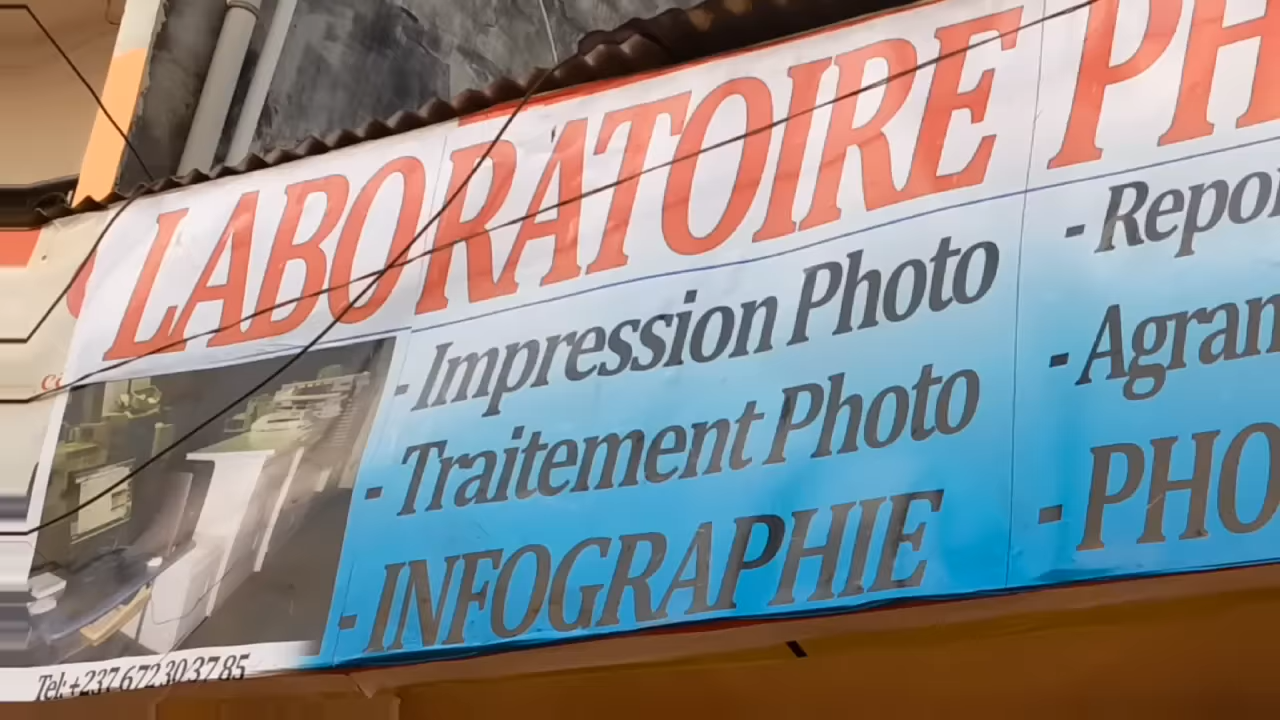 LABORATOIRE PH
- Impression Photo
- Traitement Photo
- INFOGRAPHIE
- Repor
- Agran
- PHO
Tel: +237 672 30 37 85